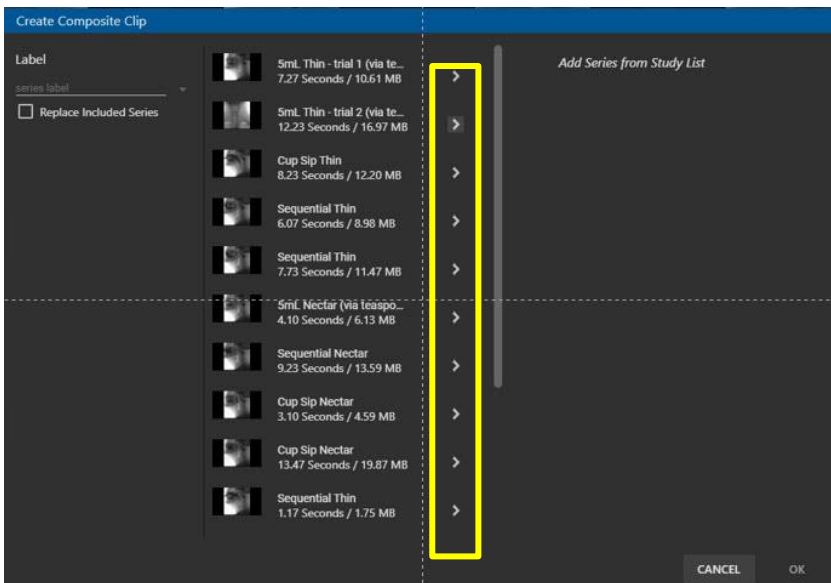 Create Composite Clip
Label
series label
Replace Included Series
5mL Thin - trial 1 (via te...
7.27 Seconds / 10.61 MB
5mL Thin - trial 2 (via te...
12.23 Seconds / 16.97 MB
Cup Sip Thin
8.23 Seconds / 12.20 MB
Sequential Thin
6.07 Seconds / 8.98 MB
Sequential Thin
7.73 Seconds / 11.47 MB
5mL Nectar (via teaspo...
4.10 Seconds / 6.13 MB
Sequential Nectar
9.23 Seconds / 13.59 MB
Cup Sip Nectar
3.10 Seconds / 4.59 MB
Cup Sip Nectar
13.47 Seconds / 19.87 MB
Sequential Thin
1.17 Seconds / 1.75 MB
Add Series from Study List
CANCEL
OK